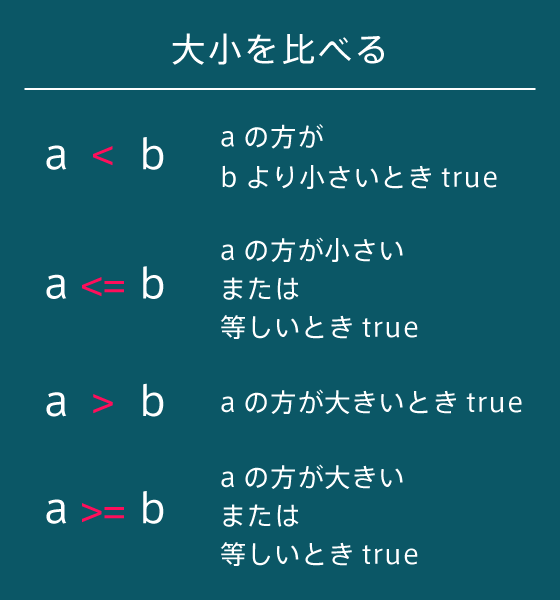 大小を比べる
a < b
a の方が
b より小さいとき true
a <= b
a の方が小さい
または
等しいとき true
a > b
a の方が大きいとき true
a >= b
a の方が大きい
または
等しいとき true